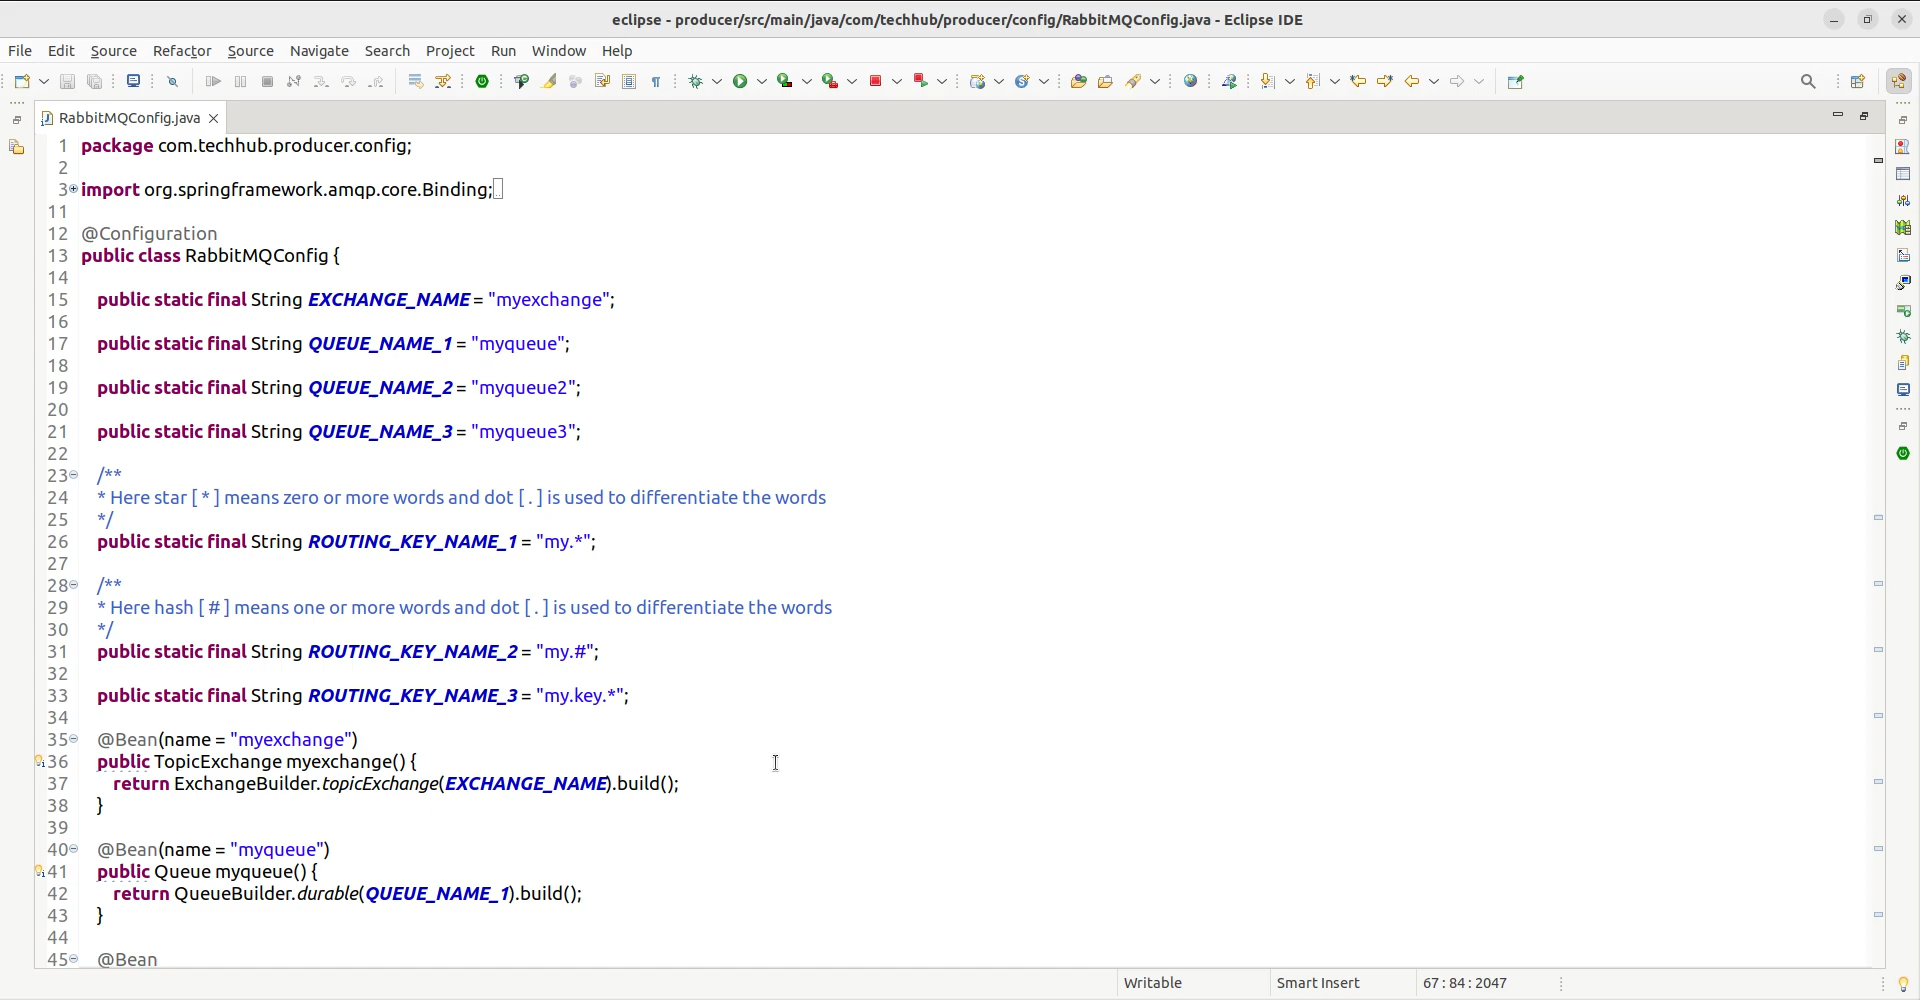 eclipse - producer/src/main/java/com/techhub/producer/config/RabbitMQConfig.java - Eclipse IDE
File Edit Source Refactor Source Navigate Search Project Run Window Help
RabbitMQConfig.java
1 package com.techhub.producer.config;
2
3 import org.springframework.amqp.core.Binding;
11
12 @Configuration
13 public class RabbitMQConfig {
14
15 public static final String EXCHANGE_NAME = "myexchange";
16
17 public static final String QUEUE_NAME_1 = "myqueue";
18
19 public static final String QUEUE_NAME_2 = "myqueue2";
20
21 public static final String QUEUE_NAME_3 = "myqueue3";
22
23 /**
24 * Here star [ * ] means zero or more words and dot [ . ] is used to differentiate the words
25 */
26 public static final String ROUTING_KEY_NAME_1 = "my.*";
27
28 /**
29 * Here hash [ # ] means one or more words and dot [ . ] is used to differentiate the words
30 */
31 public static final String ROUTING_KEY_NAME_2 = "my.#";
32
33 public static final String ROUTING_KEY_NAME_3 = "my.key.*";
34
35 @Bean(name = "myexchange")
36 public TopicExchange myexchange() {
37 return ExchangeBuilder.topicExchange(EXCHANGE_NAME).build();
38 }
39
40 @Bean(name = "myqueue")
41 public Queue myqueue() {
42 return QueueBuilder.durable(QUEUE_NAME_1).build();
43 }
44
45 @Bean
Writable Smart Insert 67 : 84 : 2047